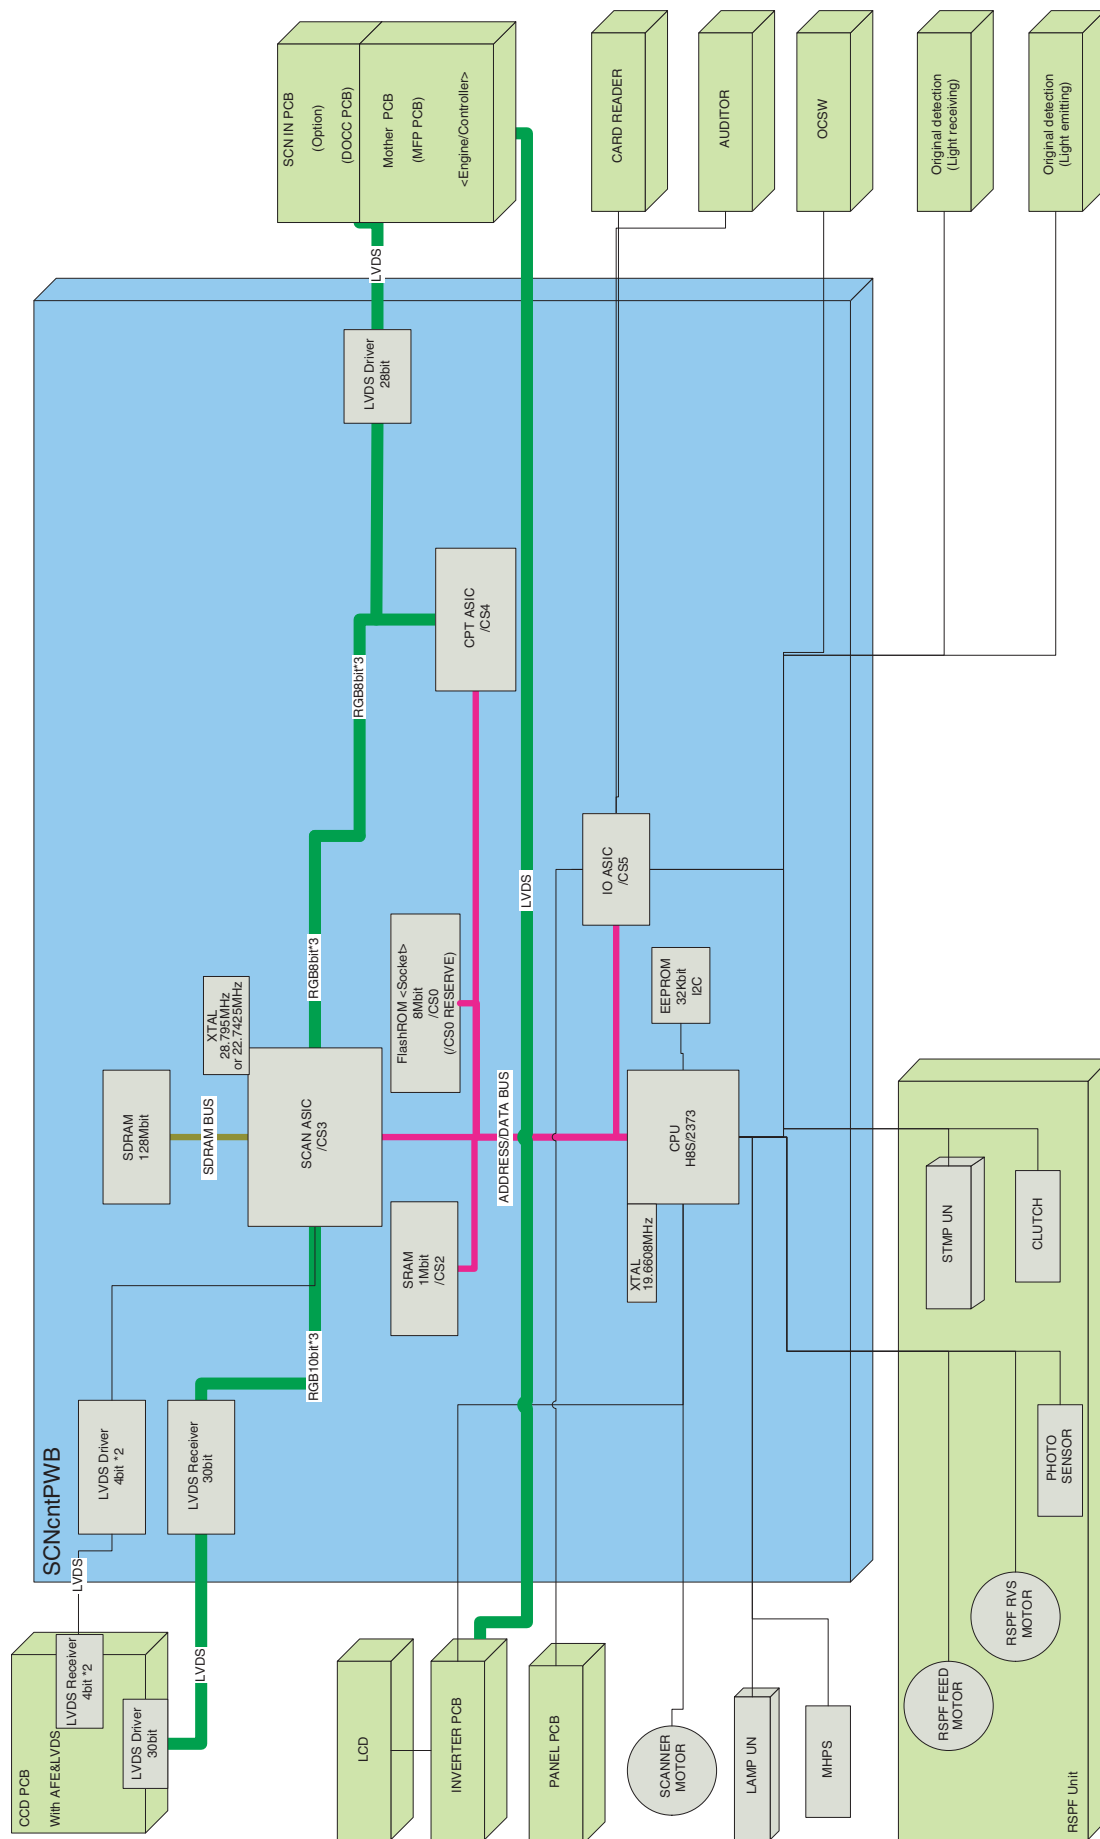 SCNcntPWB
CCD PCB
With AFE&LVDS
LVDS Receiver
4bit *2
LVDS Driver
30bit
LVDS
LVDS
LVDS Driver
4bit *2
LVDS Receiver
30bit
RGB10bit*3
SDRAM
128Mbit
SDRAM BUS
XTAL
28.795MHz
or 22.7425MHz
SCAN ASIC
/CS3
RGB8bit*3
RGB8bit*3
LVDS Driver
28bit
LVDS
SCN IN PCB
(Option)
(DOCC PCB)
Mother PCB
(MFP PCB)
<Engine/Controller>
SRAM
1Mbit
/CS2
FlashROM <Socket>
8Mbit
/CS0
(/CS0 RESERVE)
CPT ASIC
/CS4
ADDRESS/DATA BUS
LVDS
IO ASIC
/CS5
EEPROM
32Kbit
I2C
CPU
H8S/2373
XTAL
19.6608MHz
LCD
INVERTER PCB
PANEL PCB
SCANNER
MOTOR
LAMP UN
MHPS
CARD READER
AUDITOR
OCSW
Original detection
(Light receiving)
Original detection
(Light emitting)
STMP UN
CLUTCH
PHOTO
SENSOR
RSPF RVS
MOTOR
RSPF FEED
MOTOR
RSPF Unit